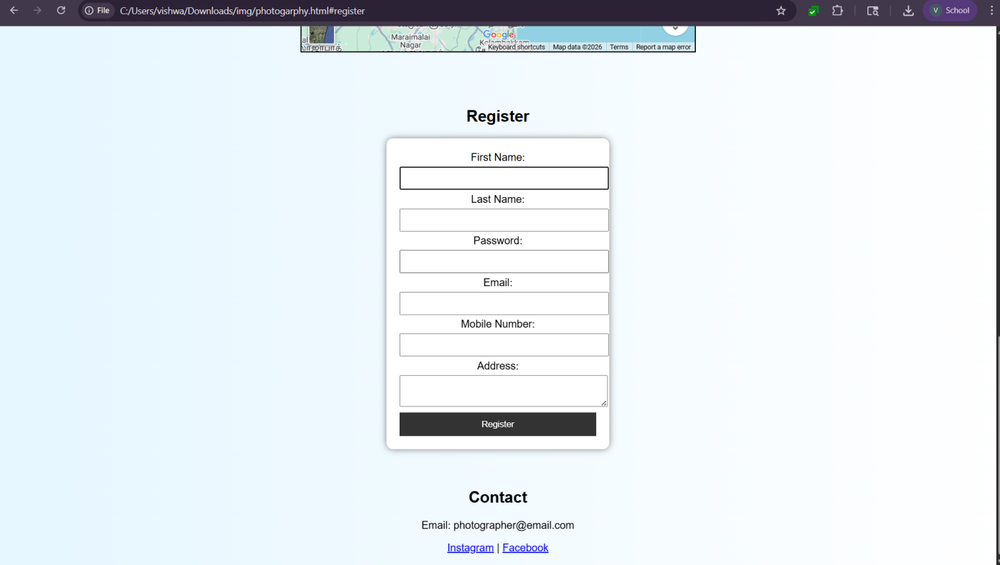 File
C:/Users/vishwa/Downloads/img/photogarphy.html#register
V School
Google
Maraimalai
Nagar
Keyboard shortcuts Map data ©2026 Terms Report a map error
Register
First Name:
Last Name:
Password:
Email:
Mobile Number:
Address:
Register
Contact
Email: photographer@email.com
Instagram | Facebook